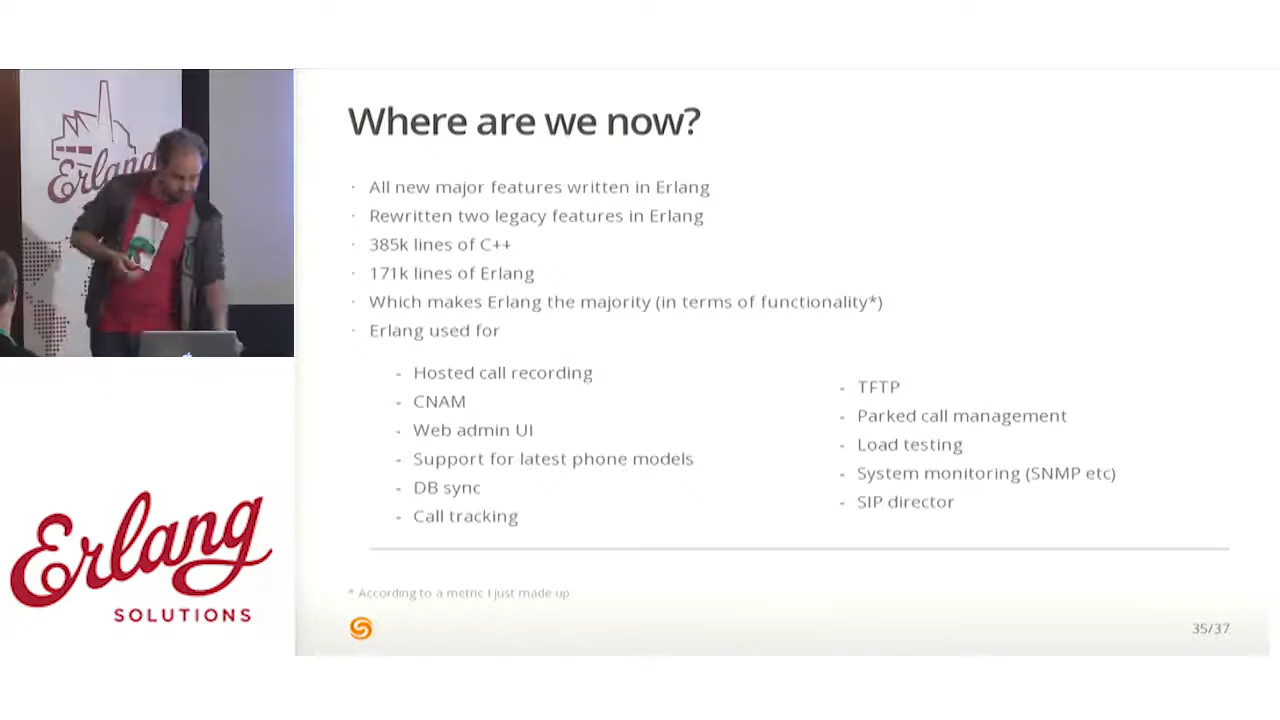 Erlang
Erlang
SOLUTIONS
Where are we now?
· All new major features written in Erlang
· Rewritten two legacy features in Erlang
· 385k lines of C++
· 171k lines of Erlang
· Which makes Erlang the majority (in terms of functionality*)
· Erlang used for
- Hosted call recording
- CNAM
- Web admin UI
- Support for latest phone models
- DB sync
- Call tracking
- TFTP
- Parked call management
- Load testing
- System monitoring (SNMP etc)
- SIP director
* According to a metric I just made up
35/37